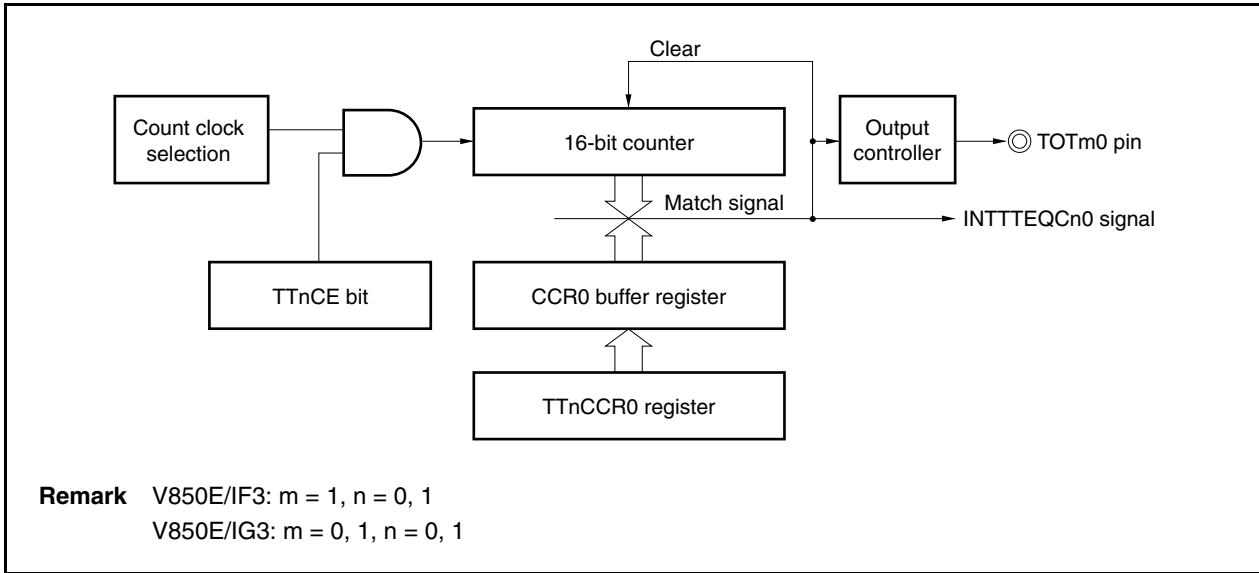 Clear
Count clock
selection
16-bit counter
Output
controller
TOTm0 pin
Match signal
INTTTEQCn0 signal
TTnCE bit
CCR0 buffer register
TTnCCR0 register
Remark V850E/IF3: m = 1, n = 0, 1
V850E/IG3: m = 0, 1, n = 0, 1